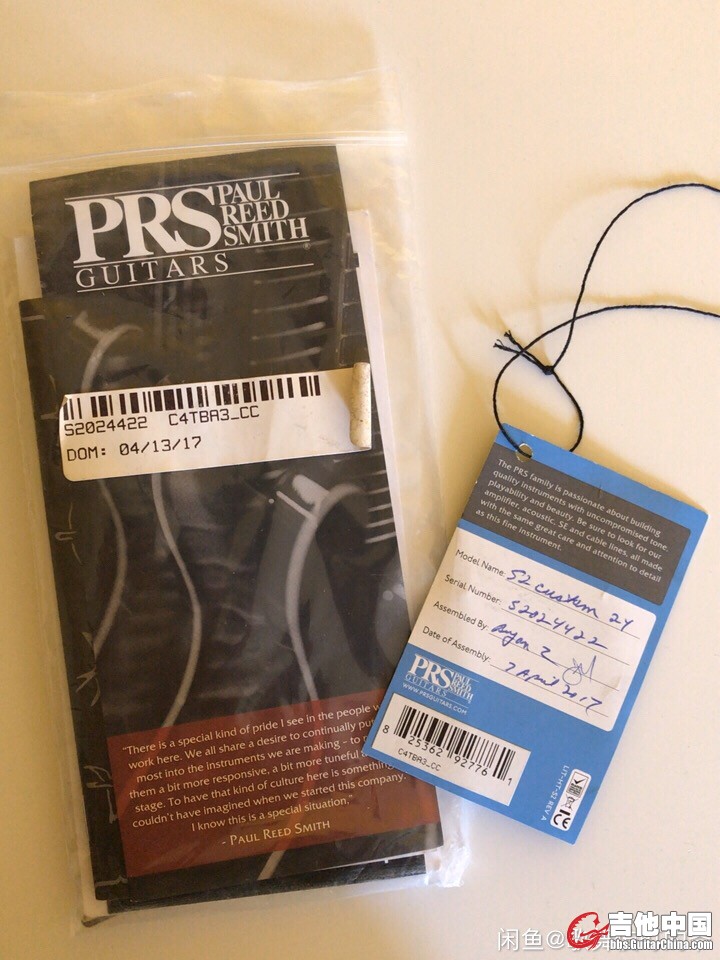 PRS PAUL
REED
SMITH
GUITARS
S2024422 C4TBA3_CC
DOM: 04/13/17
"There is a special kind of pride I see in the people w
work here. We all share a desire to continually put
most into the instruments we are making - to
them a bit more responsive, a bit more tuneful
stage. To have that kind of culture here is something
couldn't have imagined when we started this company.
I know this is a special situation."
- PAUL REED SMITH
The PRS family is passionate about building
quality instruments with uncompromised tone,
playability and beauty. Be sure to look for our
amplifier, acoustic, SE and cable lines, all made
with the same great care and attention to detail
as this fine instrument.
Model Name: S2 Custom 24
Serial Number: S2024422
Assembled By:
Date of Assembly: 7 April 2017
PRS PAUL
REED
SMITH
GUITARS
WWW.PRSGUITARS.COM
8 25362 92776 1
C4TBA3_CC
LIT-HT-S2 REV A
闲鱼@
吉他中国
bbs.GuitarChina.com